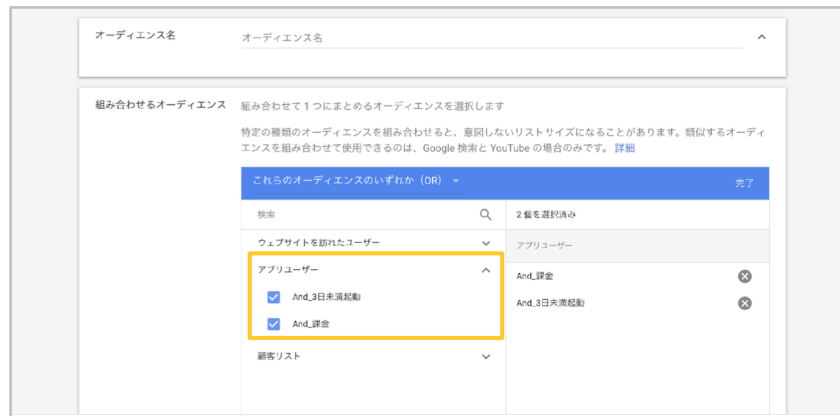 オーディエンス名
オーディエンス名
組み合わせるオーディエンス
組み合わせて 1 つにまとめるオーディエンスを選択します
特定の種類のオーディエンスを組み合わせると、意図しないリストサイズになることがあります。類似するオーディ
エンスを組み合わせて使用できるのは、Google 検索と YouTube の場合のみです。 詳細
これらのオーディエンスのいずれか（OR）
完了
検索
2 個を選択済み
ウェブサイトを訪れたユーザー
アプリユーザー
アプリユーザー
And_課金
And_3日未満起動
And_3日未満起動
And_課金
顧客リスト